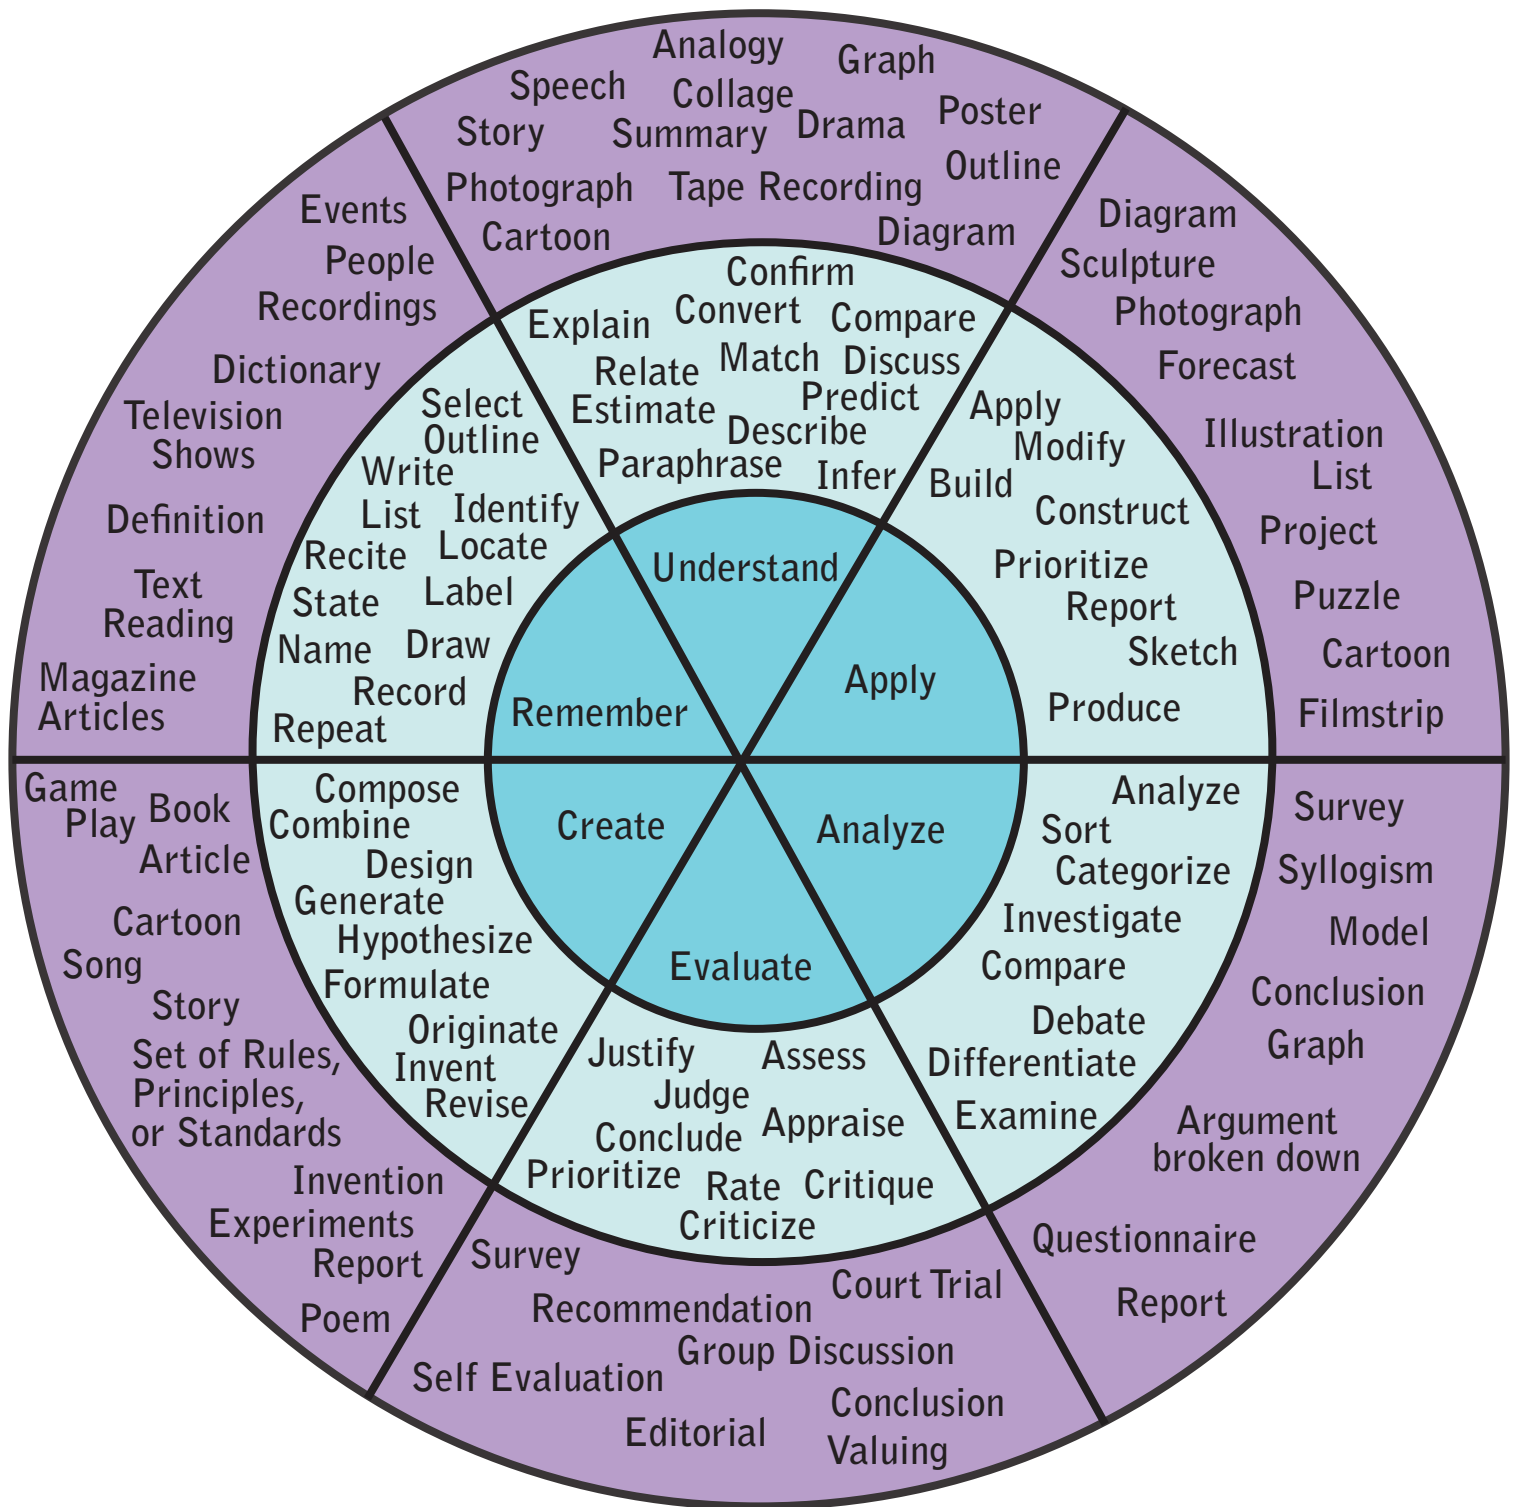 Analogy
Graph
Speech
Collage
Poster
Story
Summary
Drama
Outline
Photograph
Tape Recording
Cartoon
Diagram
Confirm
Explain
Convert
Compare
Relate
Match
Discuss
Estimate
Predict
Describe
Paraphrase
Infer
Understand
Diagram
Sculpture
Photograph
Forecast
Illustration
List
Project
Puzzle
Cartoon
Filmstrip
Apply
Modify
Build
Construct
Prioritize
Report
Sketch
Produce
Apply
Survey
Syllogism
Model
Conclusion
Graph
Argument
broken down
Questionnaire
Report
Analyze
Sort
Categorize
Investigate
Compare
Debate
Differentiate
Examine
Analyze
Evaluate
Justify
Assess
Judge
Appraise
Conclude
Prioritize
Rate
Critique
Criticize
Survey
Court Trial
Recommendation
Group Discussion
Self Evaluation
Conclusion
Editorial
Valuing
Create
Compose
Combine
Design
Generate
Hypothesize
Formulate
Originate
Invent
Revise
Game
Play
Book
Article
Cartoon
Song
Story
Set of Rules,
Principles,
or Standards
Invention
Experiments
Report
Poem
Events
People
Recordings
Dictionary
Television
Shows
Definition
Text
Reading
Magazine
Articles
Select
Outline
Write
List
Identify
Recite
Locate
State
Label
Name
Draw
Record
Repeat
Remember